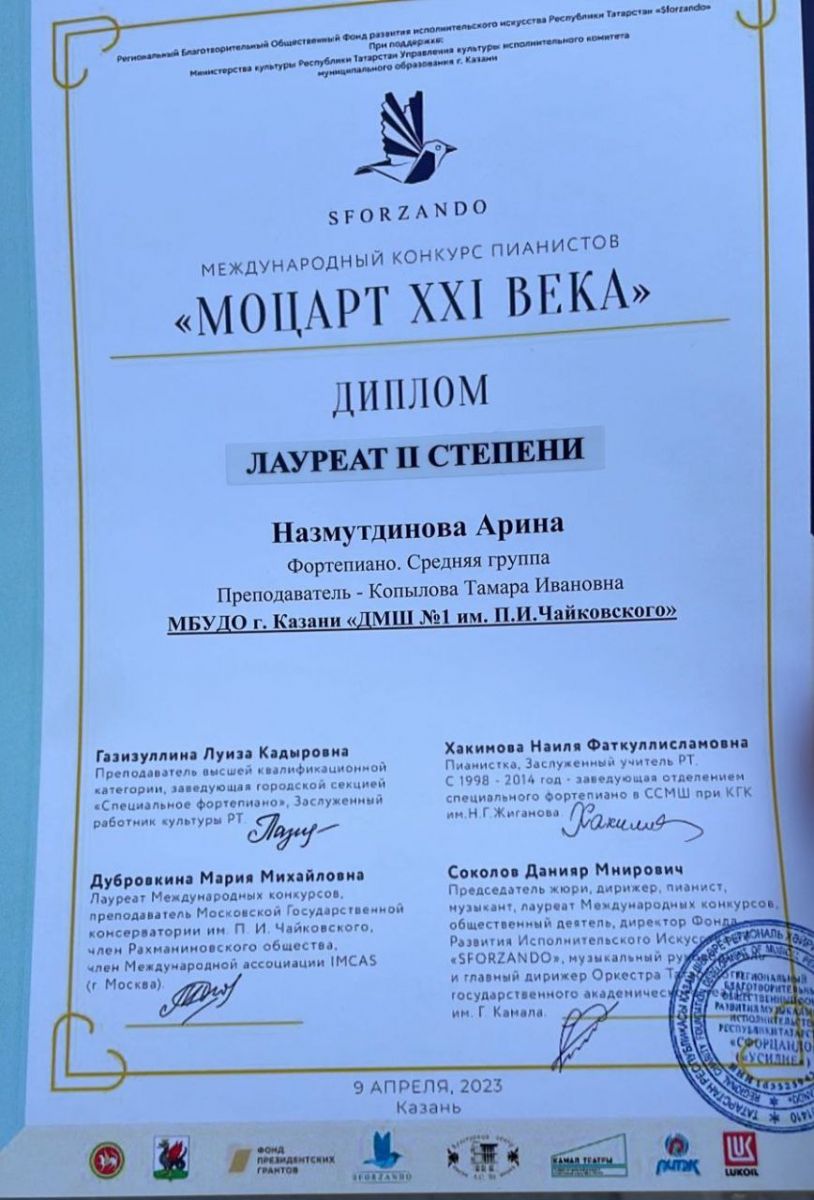 Региональный Благотворительный Общественный Фонд развития исполнительского искусства Республики Татарстан «Sforzando»
При поддержке:
Министерства культуры Республики Татарстан Управления культуры исполнительного комитета
муниципального образования г. Казани
SFORZANDO
МЕЖДУНАРОДНЫЙ КОНКУРС ПИАНИСТОВ
«МОЦАРТ XXI ВЕКА»
ДИПЛОМ
ЛАУРЕАТ II СТЕПЕНИ
Назмутдинова Арина
Фортепиано. Средняя группа
Преподаватель - Копылова Тамара Ивановна
МБУДО г. Казани «ДМШ №1 им. П.И.Чайковского»
Газизуллина Луиза Кадыровна
Преподаватель высшей квалификационной
категории, заведующая городской секцией
«Специальное фортепиано», Заслуженный
работник культуры РТ.
Хакимова Наиля Фаткуллисламовна
Пианистка, Заслуженный учитель РТ.
С 1998 - 2014 год - заведующая отделением
специального фортепиано в ССМШ при КГК
им.Н.Г.Жиганова.
Дубровкина Мария Михайловна
Лауреат Международных конкурсов,
преподаватель Московской Государственной
консерватории им. П. И. Чайковского,
член Рахманиновского общества,
член Международной ассоциации IMCAS
(г. Москва).
Соколов Данияр Мнирович
Председатель жюри, дирижер, пианист,
музыкант, лауреат Международных конкурсов,
общественный деятель, директор Фонда
Развития Исполнительского
«SFORZANDO», музыкальный
и главный дирижер Оркестра
государственного
им. Г. Камала.
РЕГИОНАЛЬНЫЙ
«СФОРЦАНДО»
(«УСИЛИЕ»)
9 АПРЕЛЯ, 2023
Казань
ФОНД
ПРЕЗИДЕНТСКИХ
ГРАНТОВ
SFORZANDO
КАМАЛ ТЕАТРЫ
РИТЭК
LUKOIL